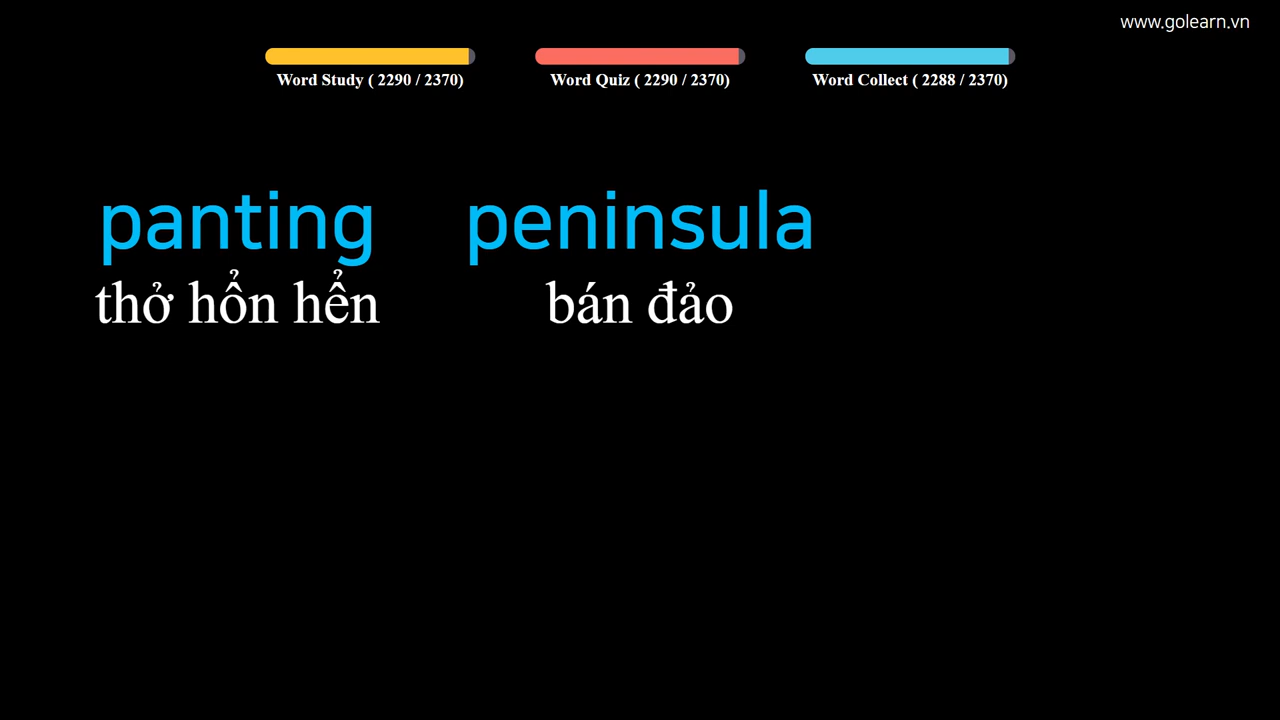 www.golearn.vn
Word Study ( 2290 / 2370) Word Quiz ( 2290 / 2370) Word Collect ( 2288 / 2370)
panting peninsula
thở hổn hển bán đảo